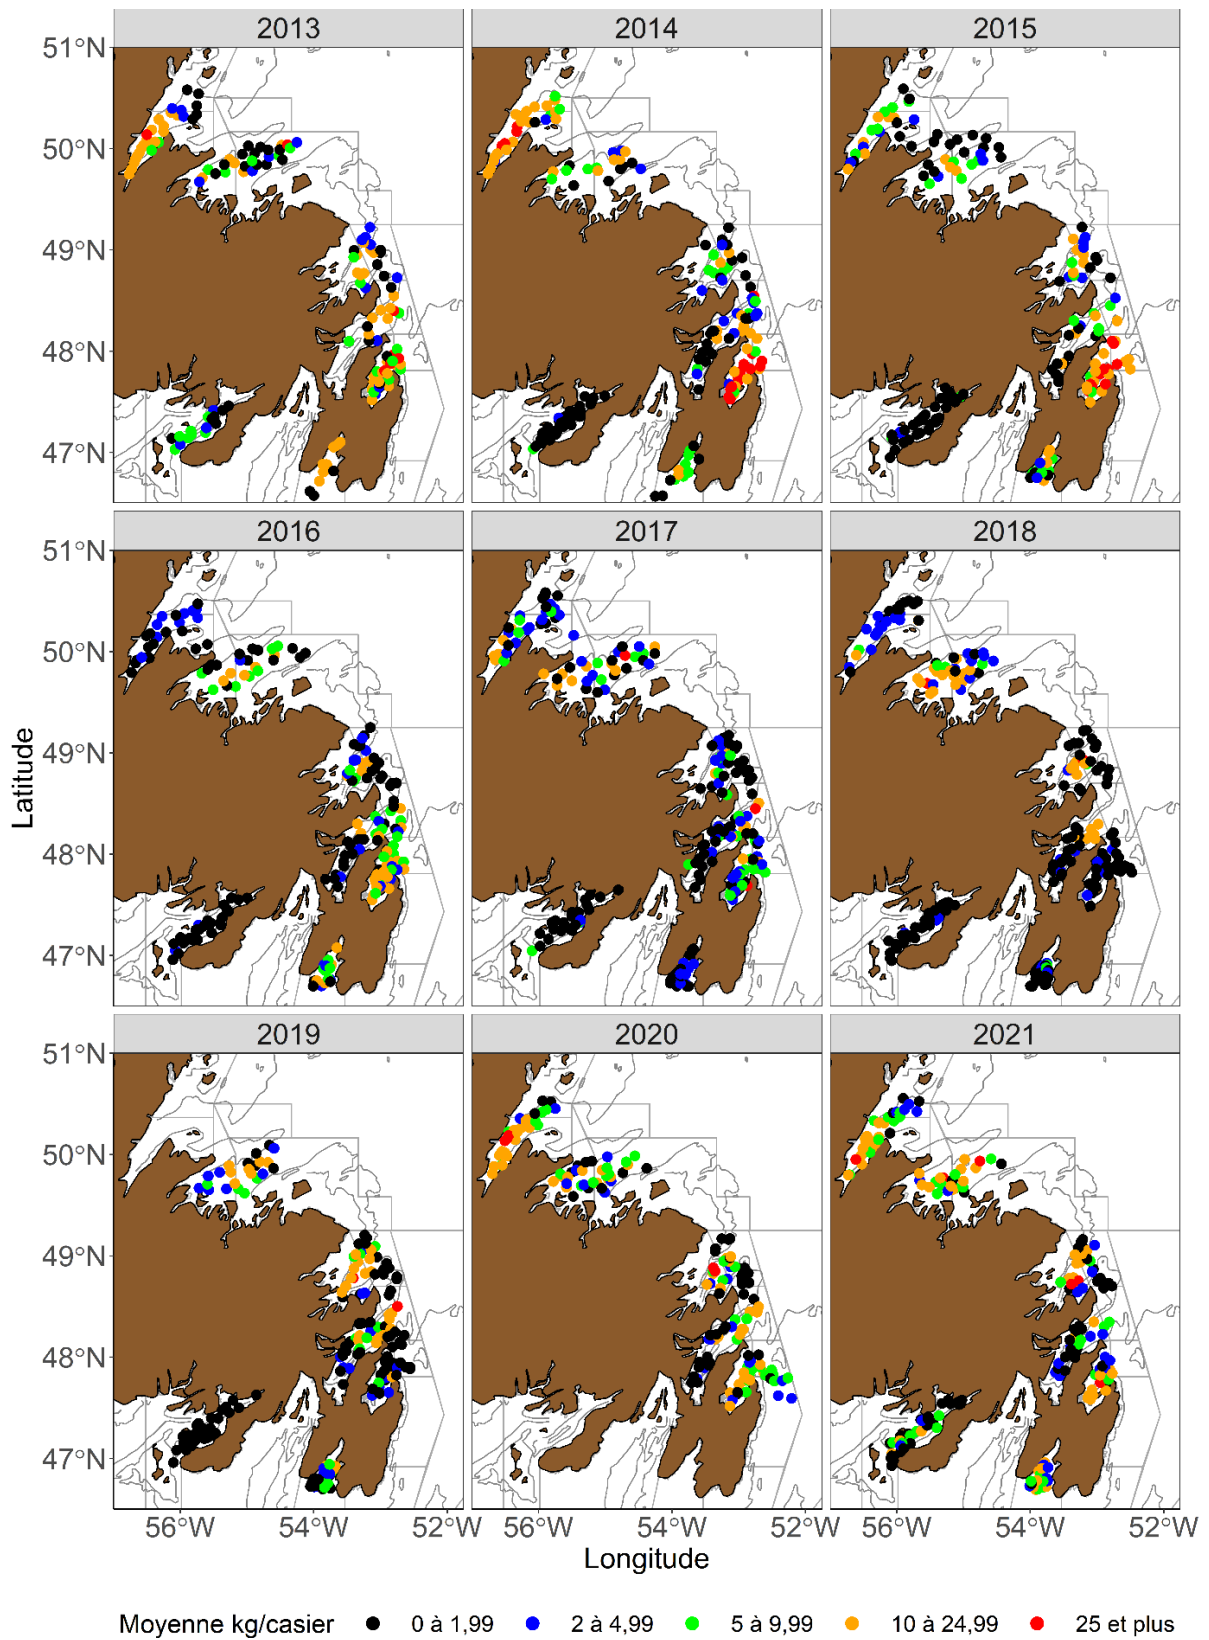 2013 2014 2015
51°N
50°N
49°N
48°N
47°N
2016 2017 2018
51°N
50°N
49°N
48°N
47°N
Latitude
2019 2020 2021
51°N
50°N
49°N
48°N
47°N
56°W 54°W 52°W 56°W 54°W 52°W 56°W 54°W 52°W
Longitude
Moyenne kg/casier 0 à 1,99 2 à 4,99 5 à 9,99 10 à 24,99 25 et plus